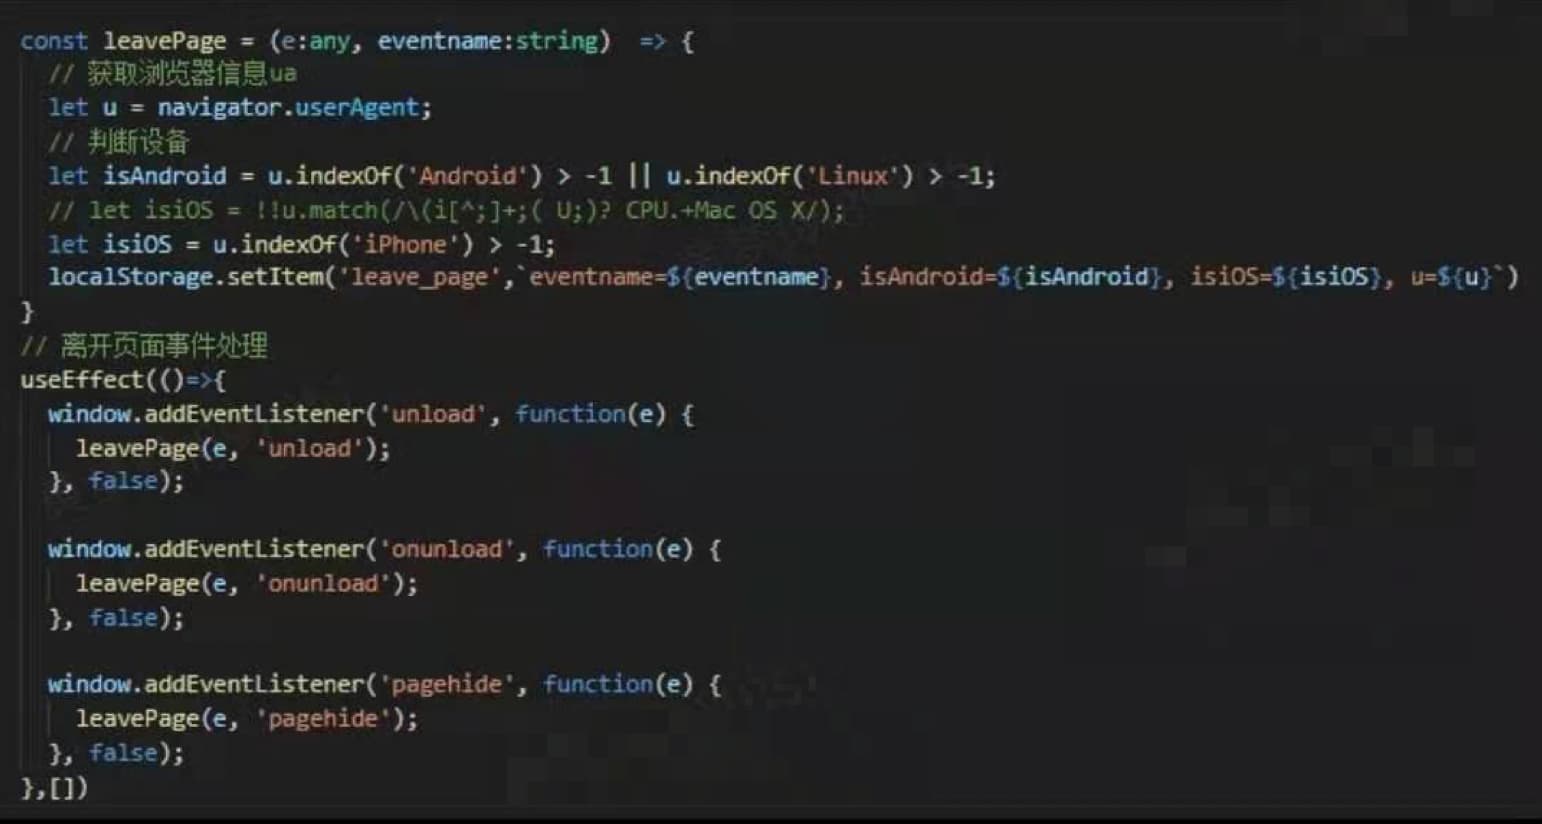 const leavePage = (e:any, eventname:string)  => {
  // 获取浏览器信息ua
  let u = navigator.userAgent;
  // 判断设备
  let isAndroid = u.indexOf('Android') > -1 || u.indexOf('Linux') > -1;
  // let isiOS = !!u.match(/\(i[^;]+;( U;)? CPU.+Mac OS X/);
  let isiOS = u.indexOf('iPhone') > -1;
  localStorage.setItem('leave_page',`eventname=${eventname}, isAndroid=${isAndroid}, isiOS=${isiOS}, u=${u}`)
}
// 离开页面事件处理
useEffect(()=>{
  window.addEventListener('unload', function(e) {
    leavePage(e, 'unload');
  }, false);

  window.addEventListener('onunload', function(e) {
    leavePage(e, 'onunload');
  }, false);

  window.addEventListener('pagehide', function(e) {
    leavePage(e, 'pagehide');
  }, false);
},[])